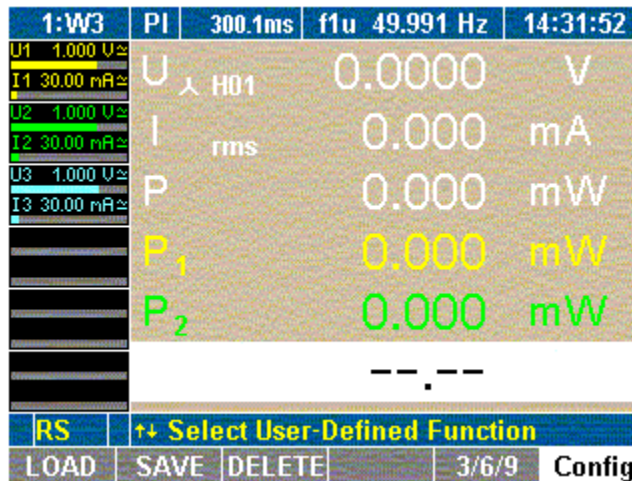 1:W3 PI 300.1ms f1u 49.991 Hz 14:31:52
U1 1.000 V≃
I1 30.00 mA≃
U2 1.000 V≃
I2 30.00 mA≃
U3 1.000 V≃
I3 30.00 mA≃
U ⅄ H01 0.0000 V
I rms 0.000 mA
P 0.000 mW
P1 0.000 mW
P2 0.000 mW
--.--
RS ↑↓ Select User-Defined Function
LOAD SAVE DELETE 3/6/9 Config